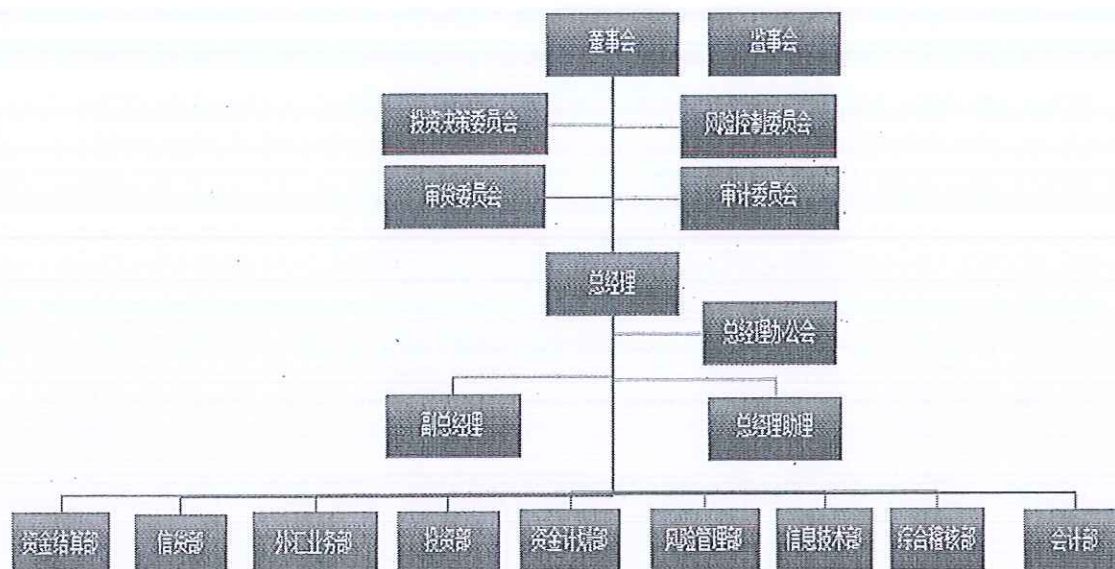 董事会
监事会
投资决策委员会
风险控制委员会
审贷委员会
审计委员会
总经理
总经理办公会
副总经理
总经理助理
资金结算部
信贷部
外汇业务部
投资部
资金计划部
风险管理部
信息技术部
综合稽核部
会计部